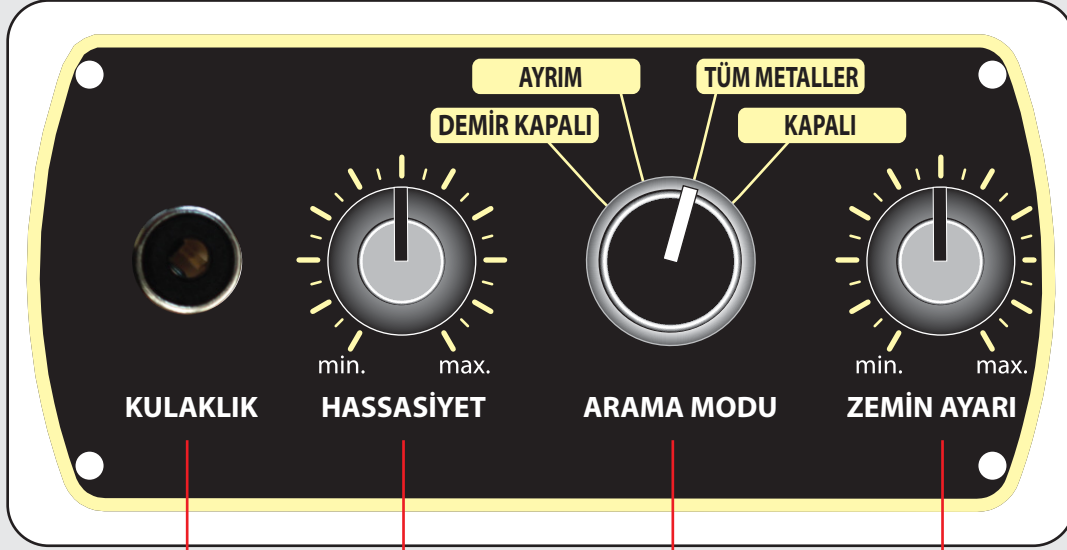 AYRIM
TÜM METALLER
DEMİR KAPALI
KAPALI
min.
max.
min.
max.
KULAKLIK
HASSASİYET
ARAMA MODU
ZEMİN AYARI